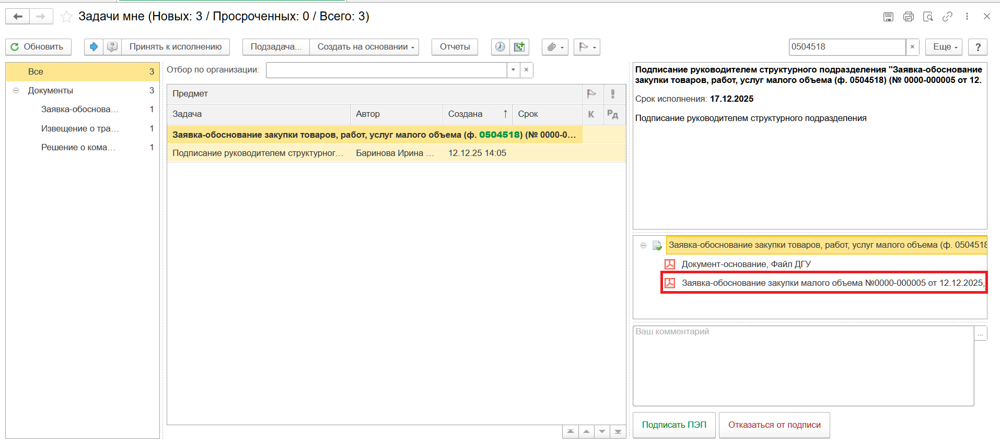 Задачи мне (Новых: 3 / Просроченных: 0 / Всего: 3)
Обновить
Принять к исполнению
Подзадача...
Создать на основании
Отчеты
0504518
×
Еще
?
Все 3
Документы 3
Заявка-обоснова... 1
Извещение о тра... 1
Решение о кома... 1
Отбор по организации:
×
Предмет
Задача Автор Создана ↑ Срок К РД
Заявка-обоснование закупки товаров, работ, услуг малого объема (ф. 0504518) (№ 0000-0...
Подписание руководителем структурног... Баринова Ирина ... 12.12.25 14:05
Подписание руководителем структурного подразделения "Заявка-обоснование
закупки товаров, работ, услуг малого объема (ф. 0504518) (№ 0000-000005 от 12.
Срок исполнения: 17.12.2025
Подписание руководителем структурного подразделения
Заявка-обоснование закупки товаров, работ, услуг малого объема (ф. 0504518
Документ-основание, Файл ДГУ
Заявка-обоснование закупки малого объема №0000-000005 от 12.12.2025,
Ваш комментарий
...
Подписать ПЭП
Отказаться от подписи